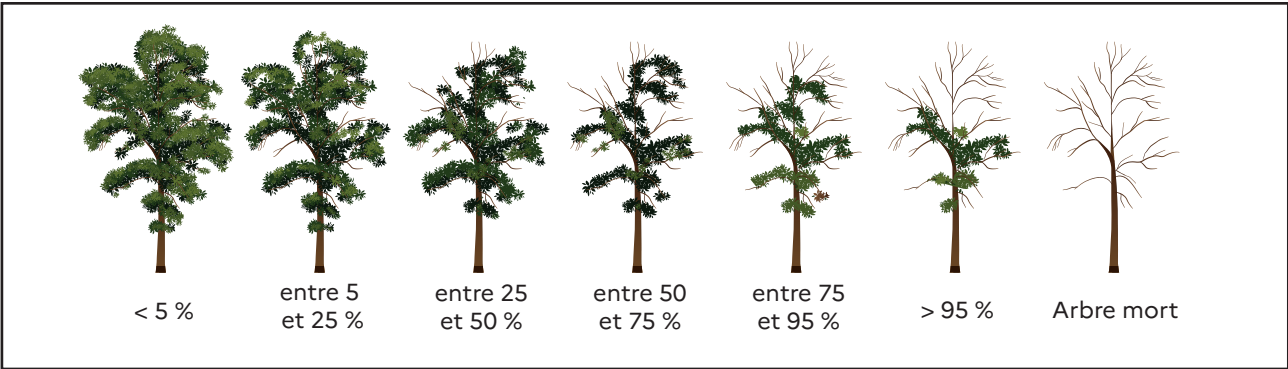 < 5 %
entre 5
et 25 %
entre 25
et 50 %
entre 50
et 75 %
entre 75
et 95 %
> 95 %
Arbre mort